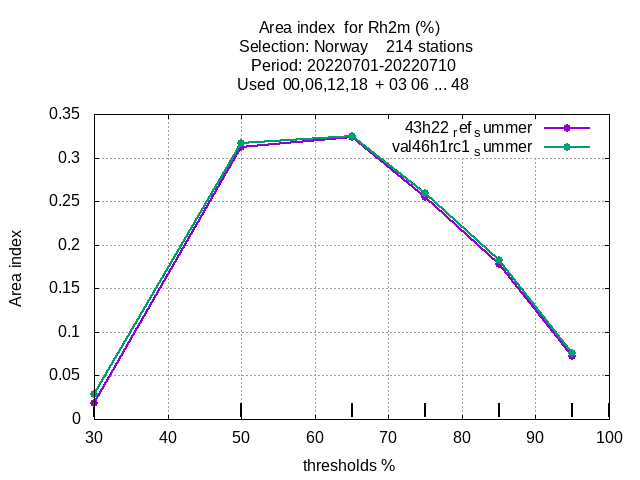 Area index  for Rh2m (%)
Selection: Norway    214 stations
Period: 20220701-20220710
Used  00,06,12,18  + 03 06 ... 48
43h22 refsummer
val46h1rc1 summer
0.35
0.3
0.25
0.2
0.15
0.1
0.05
0
Area index
30 40 50 60 70 80 90 100
thresholds %